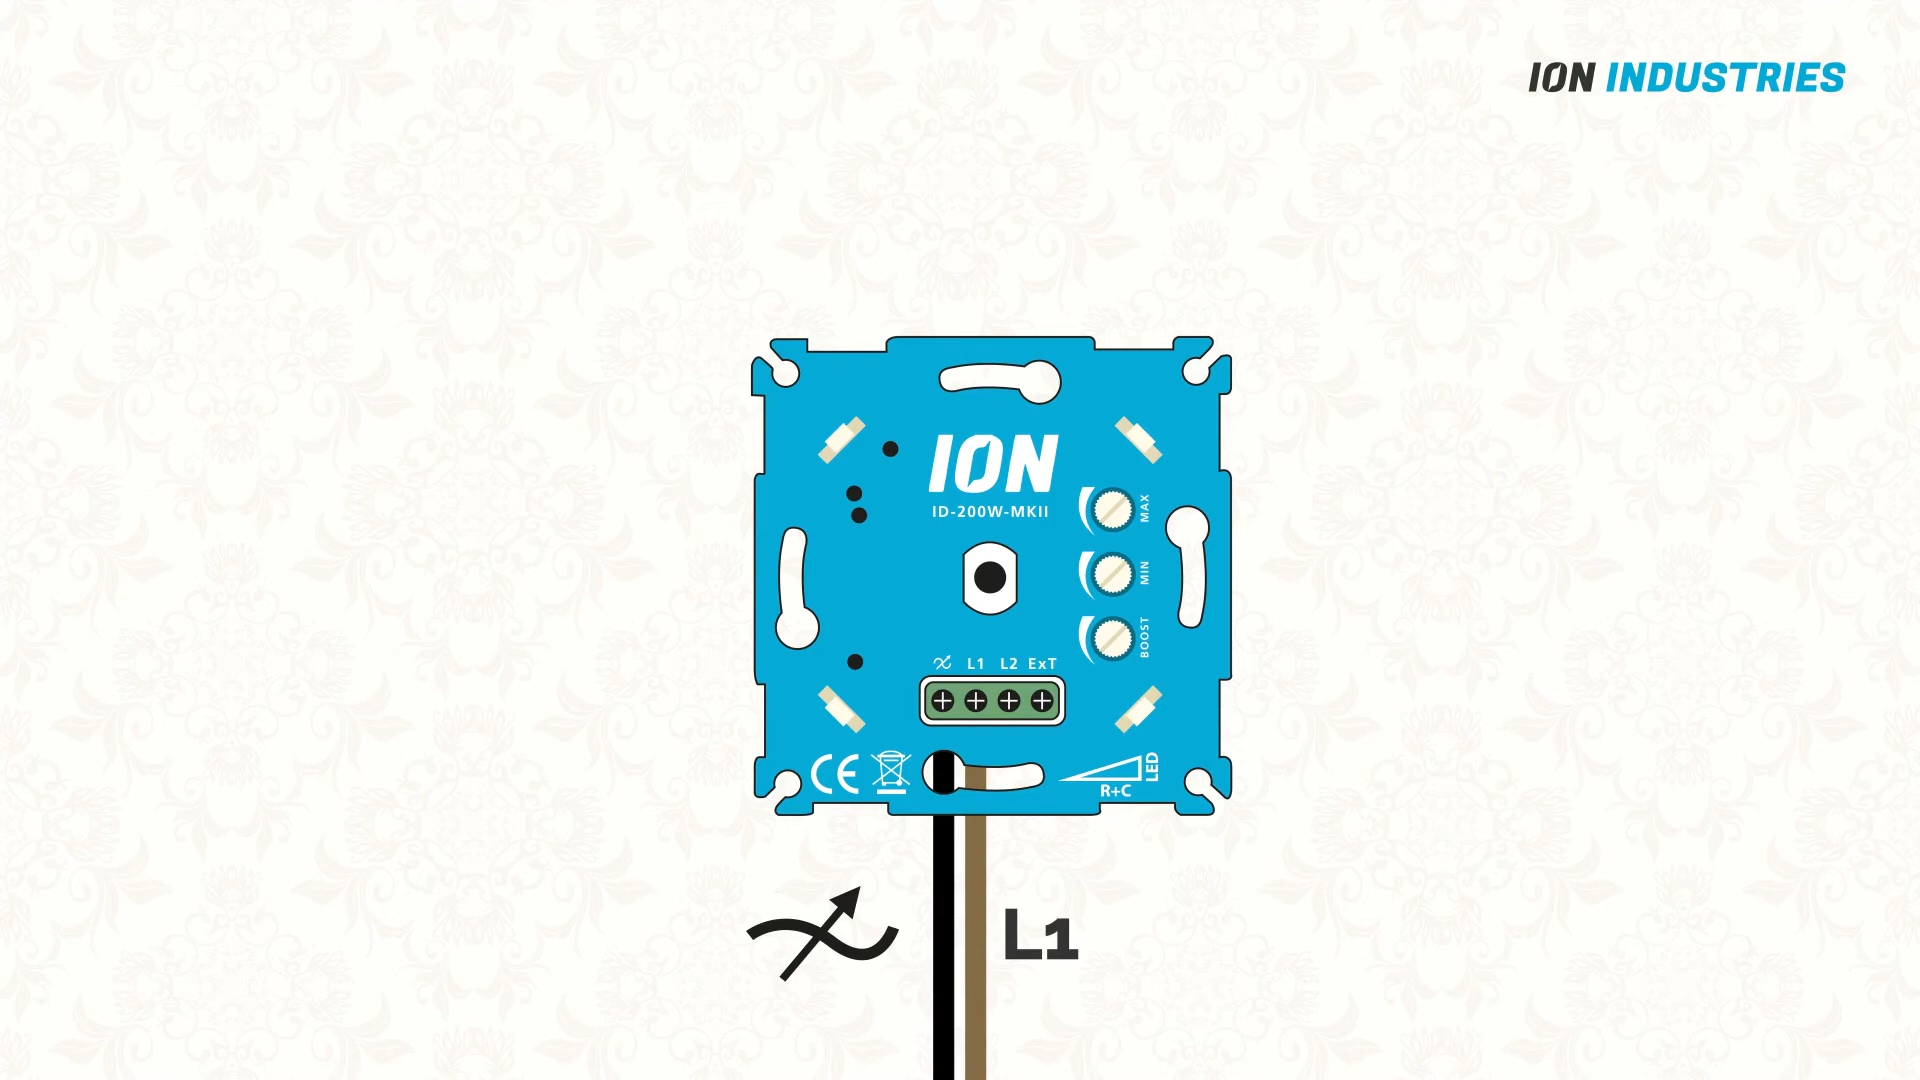 ION INDUSTRIES
ION
ID-200W-MKII
MAX
MIN
BOOST
L1 L2 ExT
CE
LED
R+C
L1